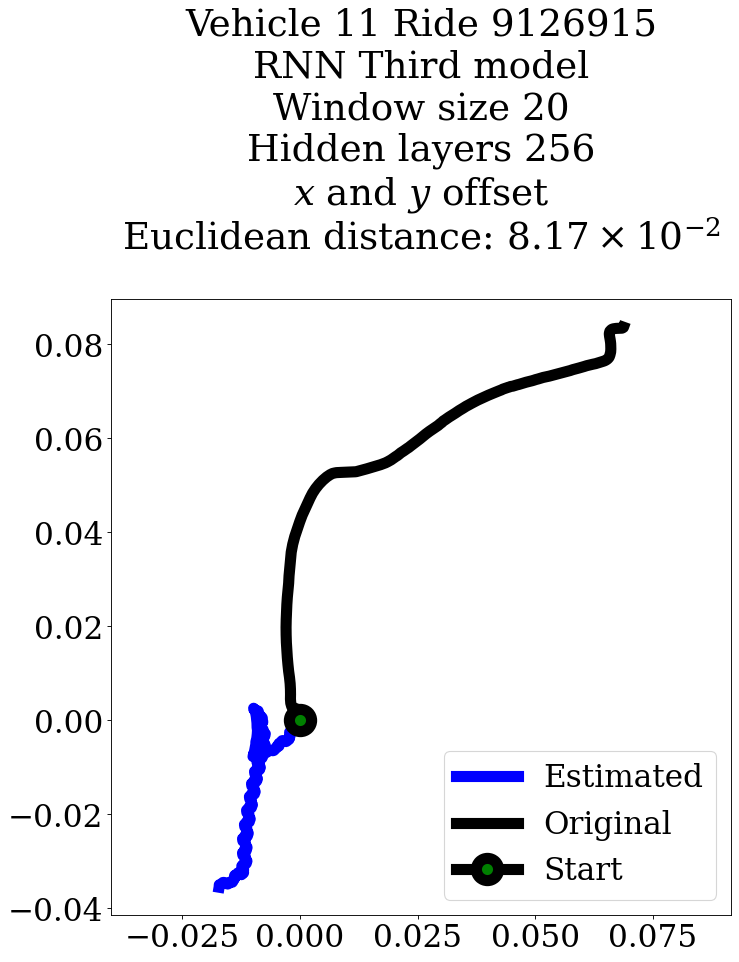 Vehicle 11 Ride 9126915
RNN Third model
Window size 20
Hidden layers 256
x and y offset
Euclidean distance: 8.17 × 10⁻²
0.08
0.06
0.04
0.02
0.00
−0.02
−0.04
Estimated
Original
Start
−0.025 0.000 0.025 0.050 0.075